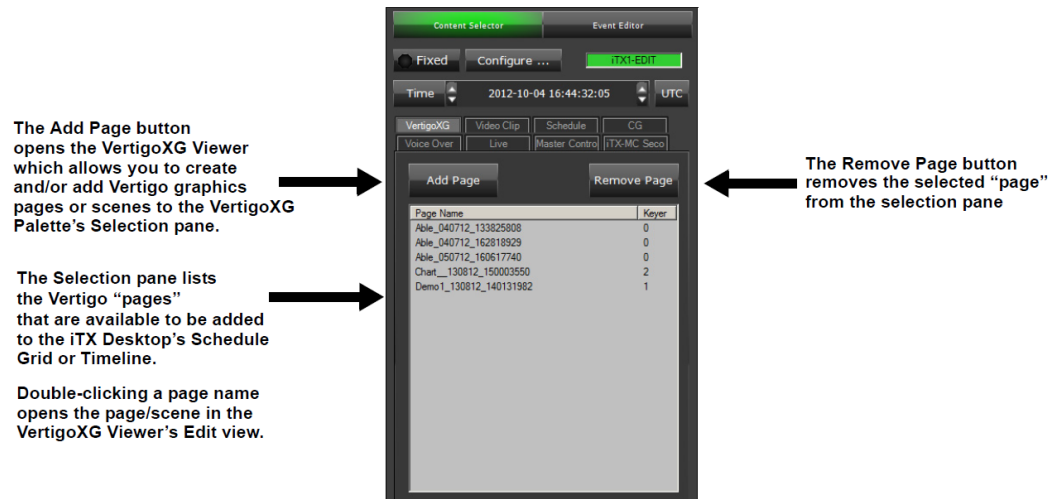 Content Selector
Event Editor
Fixed
Configure ...
iTX1-EDIT
Time
2012-10-04 16:44:32:05
UTC
VertigoXG
Video Clip
Schedule
CG
Voice Over
Live
Master Contro
iTX-MC Seco
Add Page
Remove Page
Page Name
Keyer
Able_040712_133825808
0
Able_040712_162818929
0
Able_050712_160617740
0
Chart__130812_150003550
2
Demo1_130812_140131982
1
The Add Page button
opens the VertigoXG Viewer
which allows you to create
and/or add Vertigo graphics
pages or scenes to the VertigoXG
Palette’s Selection pane.
The Selection pane lists
the Vertigo “pages”
that are available to be added
to the iTX Desktop’s Schedule
Grid or Timeline.
Double-clicking a page name
opens the page/scene in the
VertigoXG Viewer’s Edit view.
The Remove Page button
removes the selected “page”
from the selection pane